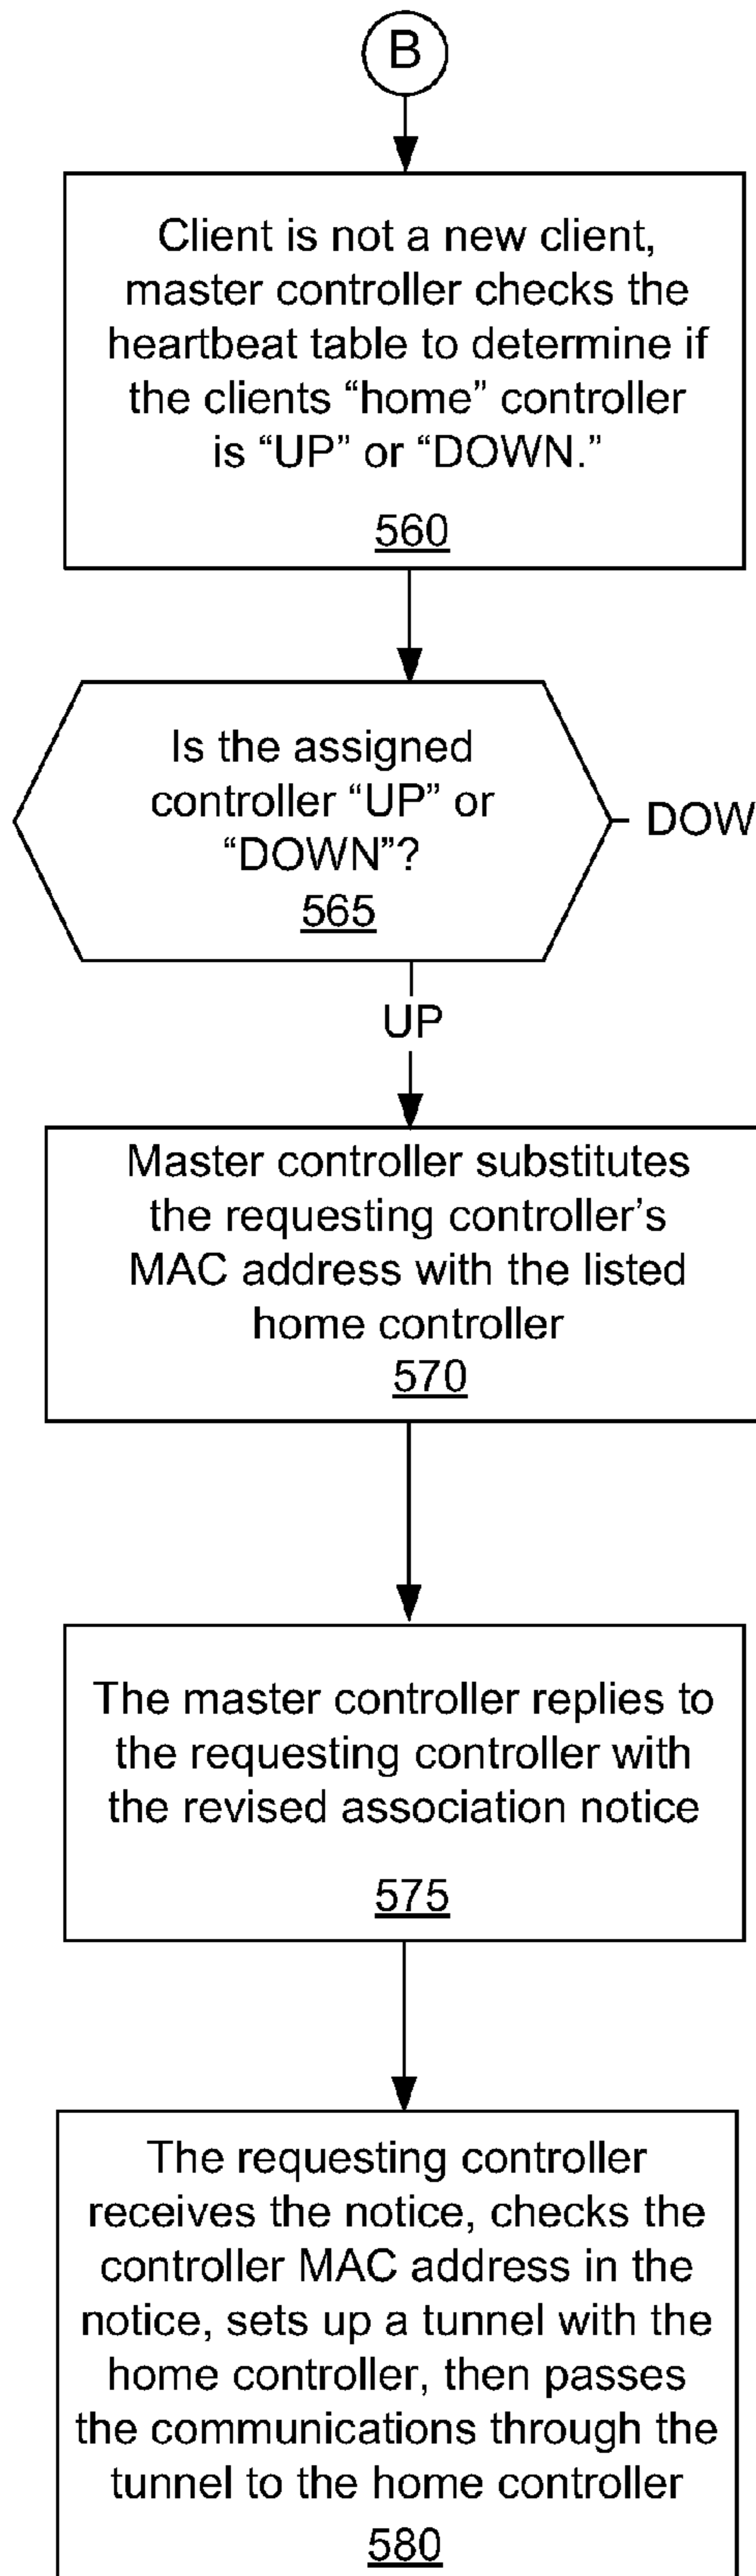 B
Client is not a new client,
master controller checks the
heartbeat table to determine if
the clients “home” controller
is “UP” or “DOWN.”
560
Is the assigned
controller “UP” or
“DOWN”?
565
DOW
UP
Master controller substitutes
the requesting controller’s
MAC address with the listed
home controller
570
The master controller replies to
the requesting controller with
the revised association notice
575
The requesting controller
receives the notice, checks the
controller MAC address in the
notice, sets up a tunnel with the
home controller, then passes
the communications through the
tunnel to the home controller
580